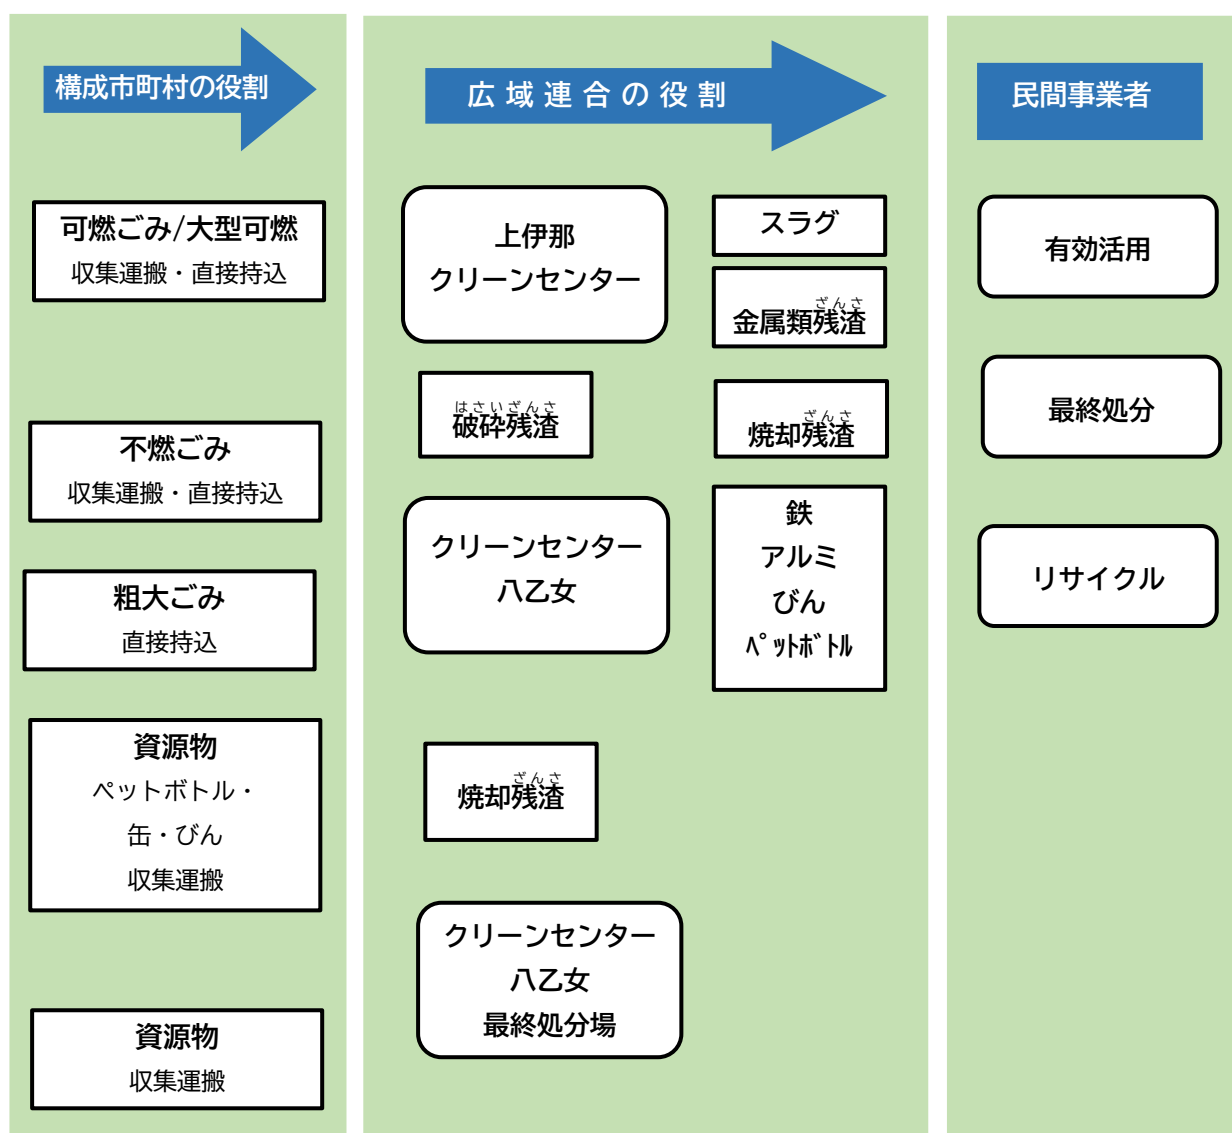 構成市町村の役割
可燃ごみ/大型可燃
収集運搬・直接持込
不燃ごみ
収集運搬・直接持込
粗大ごみ
直接持込
資源物
ペットボトル・
缶・びん
収集運搬
資源物
収集運搬
広域連合の役割
上伊那
クリーンセンター
はさいざんさ
破砕残渣
クリーンセンター
八乙女
ざんさ
焼却残渣
クリーンセンター
八乙女
最終処分場
スラグ
ざんさ
金属類残渣
ざんさ
焼却残渣
鉄
アルミ
びん
ﾍﾟｯﾄﾎﾞﾄﾙ
民間事業者
有効活用
最終処分
リサイクル